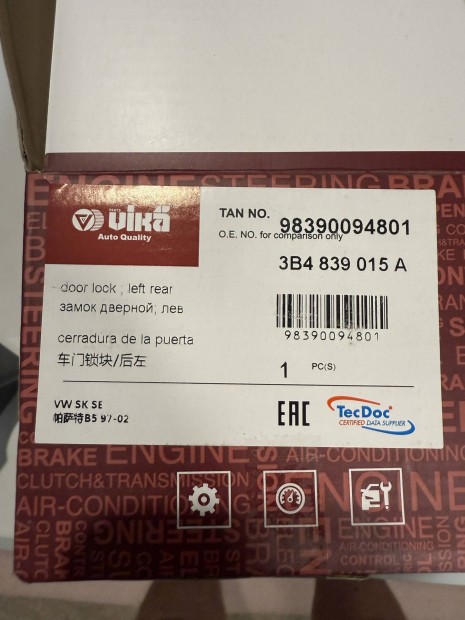 ENGINE STEERING BRAKE
vika
Auto Quality
TAN NO. 98390094801
O.E. NO. for comparison only
3B4 839 015 A
door lock ; left rear
замок дверной; лев
cerradura de la puerta
车门锁块/后左
98390094801
1 PC(S)
VW SK SE
帕萨特B5 97-02
EAC
TecDoc
CERTIFIED DATA SUPPLIER
BRAKE ENGINE
AIR-CONDITIONING
CLUTCH&TRANSMISSION
AIR-CONDITIONING
CONTROL